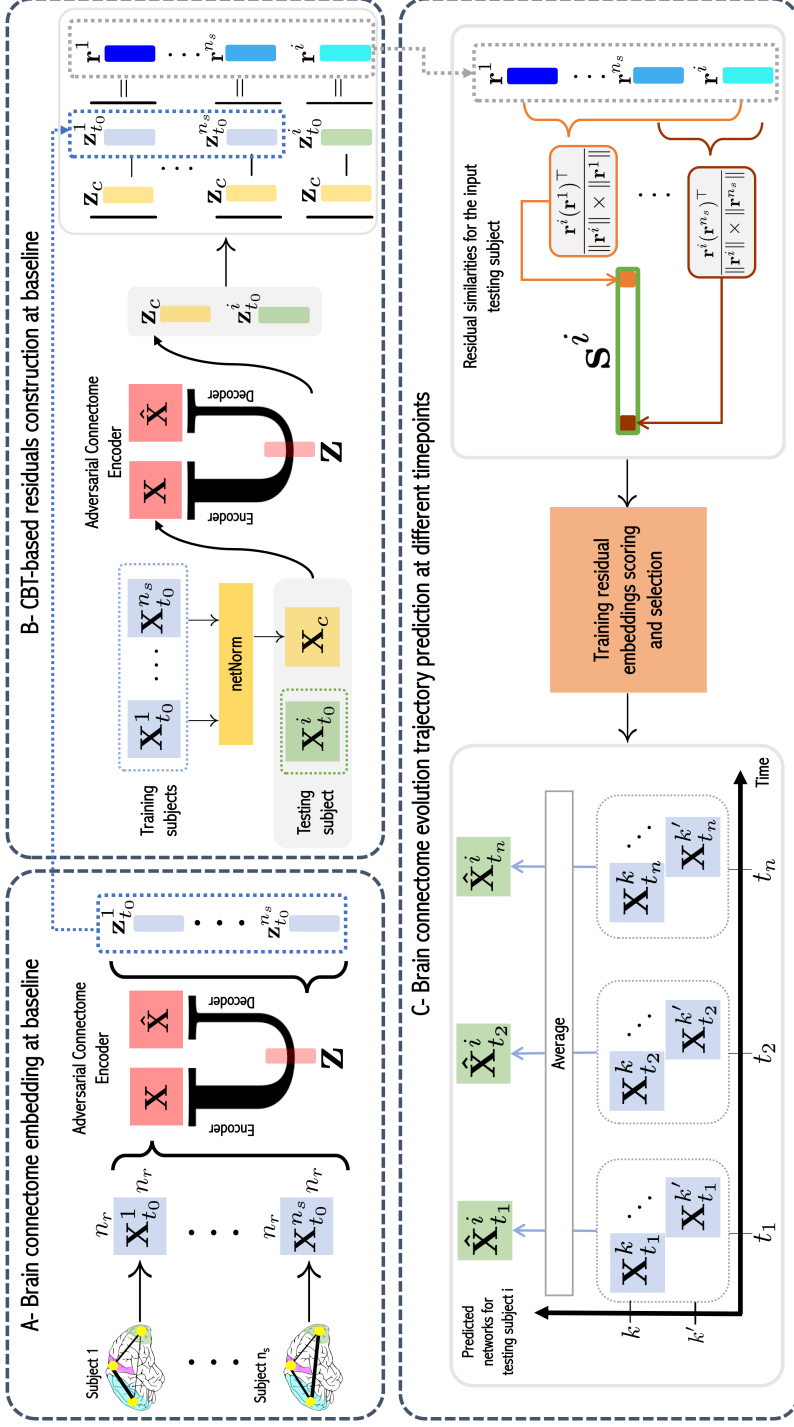 A- Brain connectome embedding at baseline
Subject 1
Subject n_s
n_r
X^1_{t_0}
n_r
n_r
X^{n_s}_{t_0}
n_r
Adversarial Connectome
Encoder
X
X̂
Encoder
Decoder
Z
z^1_{t_0}
z^{n_s}_{t_0}
B- CBT-based residuals construction at baseline
Training
subjects
X^1_{t_0} ... X^{n_s}_{t_0}
netNorm
Testing
subject
X^i_{t_0}
X_c
Adversarial Connectome
Encoder
X
X̂
Encoder
Decoder
Z
z_c
z^i_{t_0}
z_c − z^1_{t_0} = r^1
...
z_c − z^{n_s}_{t_0} = r^{n_s}
z_c − z^i_{t_0} = r^i
C- Brain connectome evolution trajectory prediction at different timepoints
Predicted
networks for
testing subject i
X̂^i_{t_1}
X̂^i_{t_2}
X̂^i_{t_n}
Average
k
X^k_{t_1} ...
X^k_{t_2} ...
X^k_{t_n} ...
k'
X^{k'}_{t_1}
X^{k'}_{t_2}
X^{k'}_{t_n}
t_1
t_2
t_n
Time
Training residual
embeddings scoring
and selection
Residual similarities for the input
testing subject
s^i
r^i(r^1)^⊤
‖r^i‖ × ‖r^1‖
...
r^i(r^{n_s})^⊤
‖r^i‖ × ‖r^{n_s}‖
r^1
...
r^{n_s}
r^i